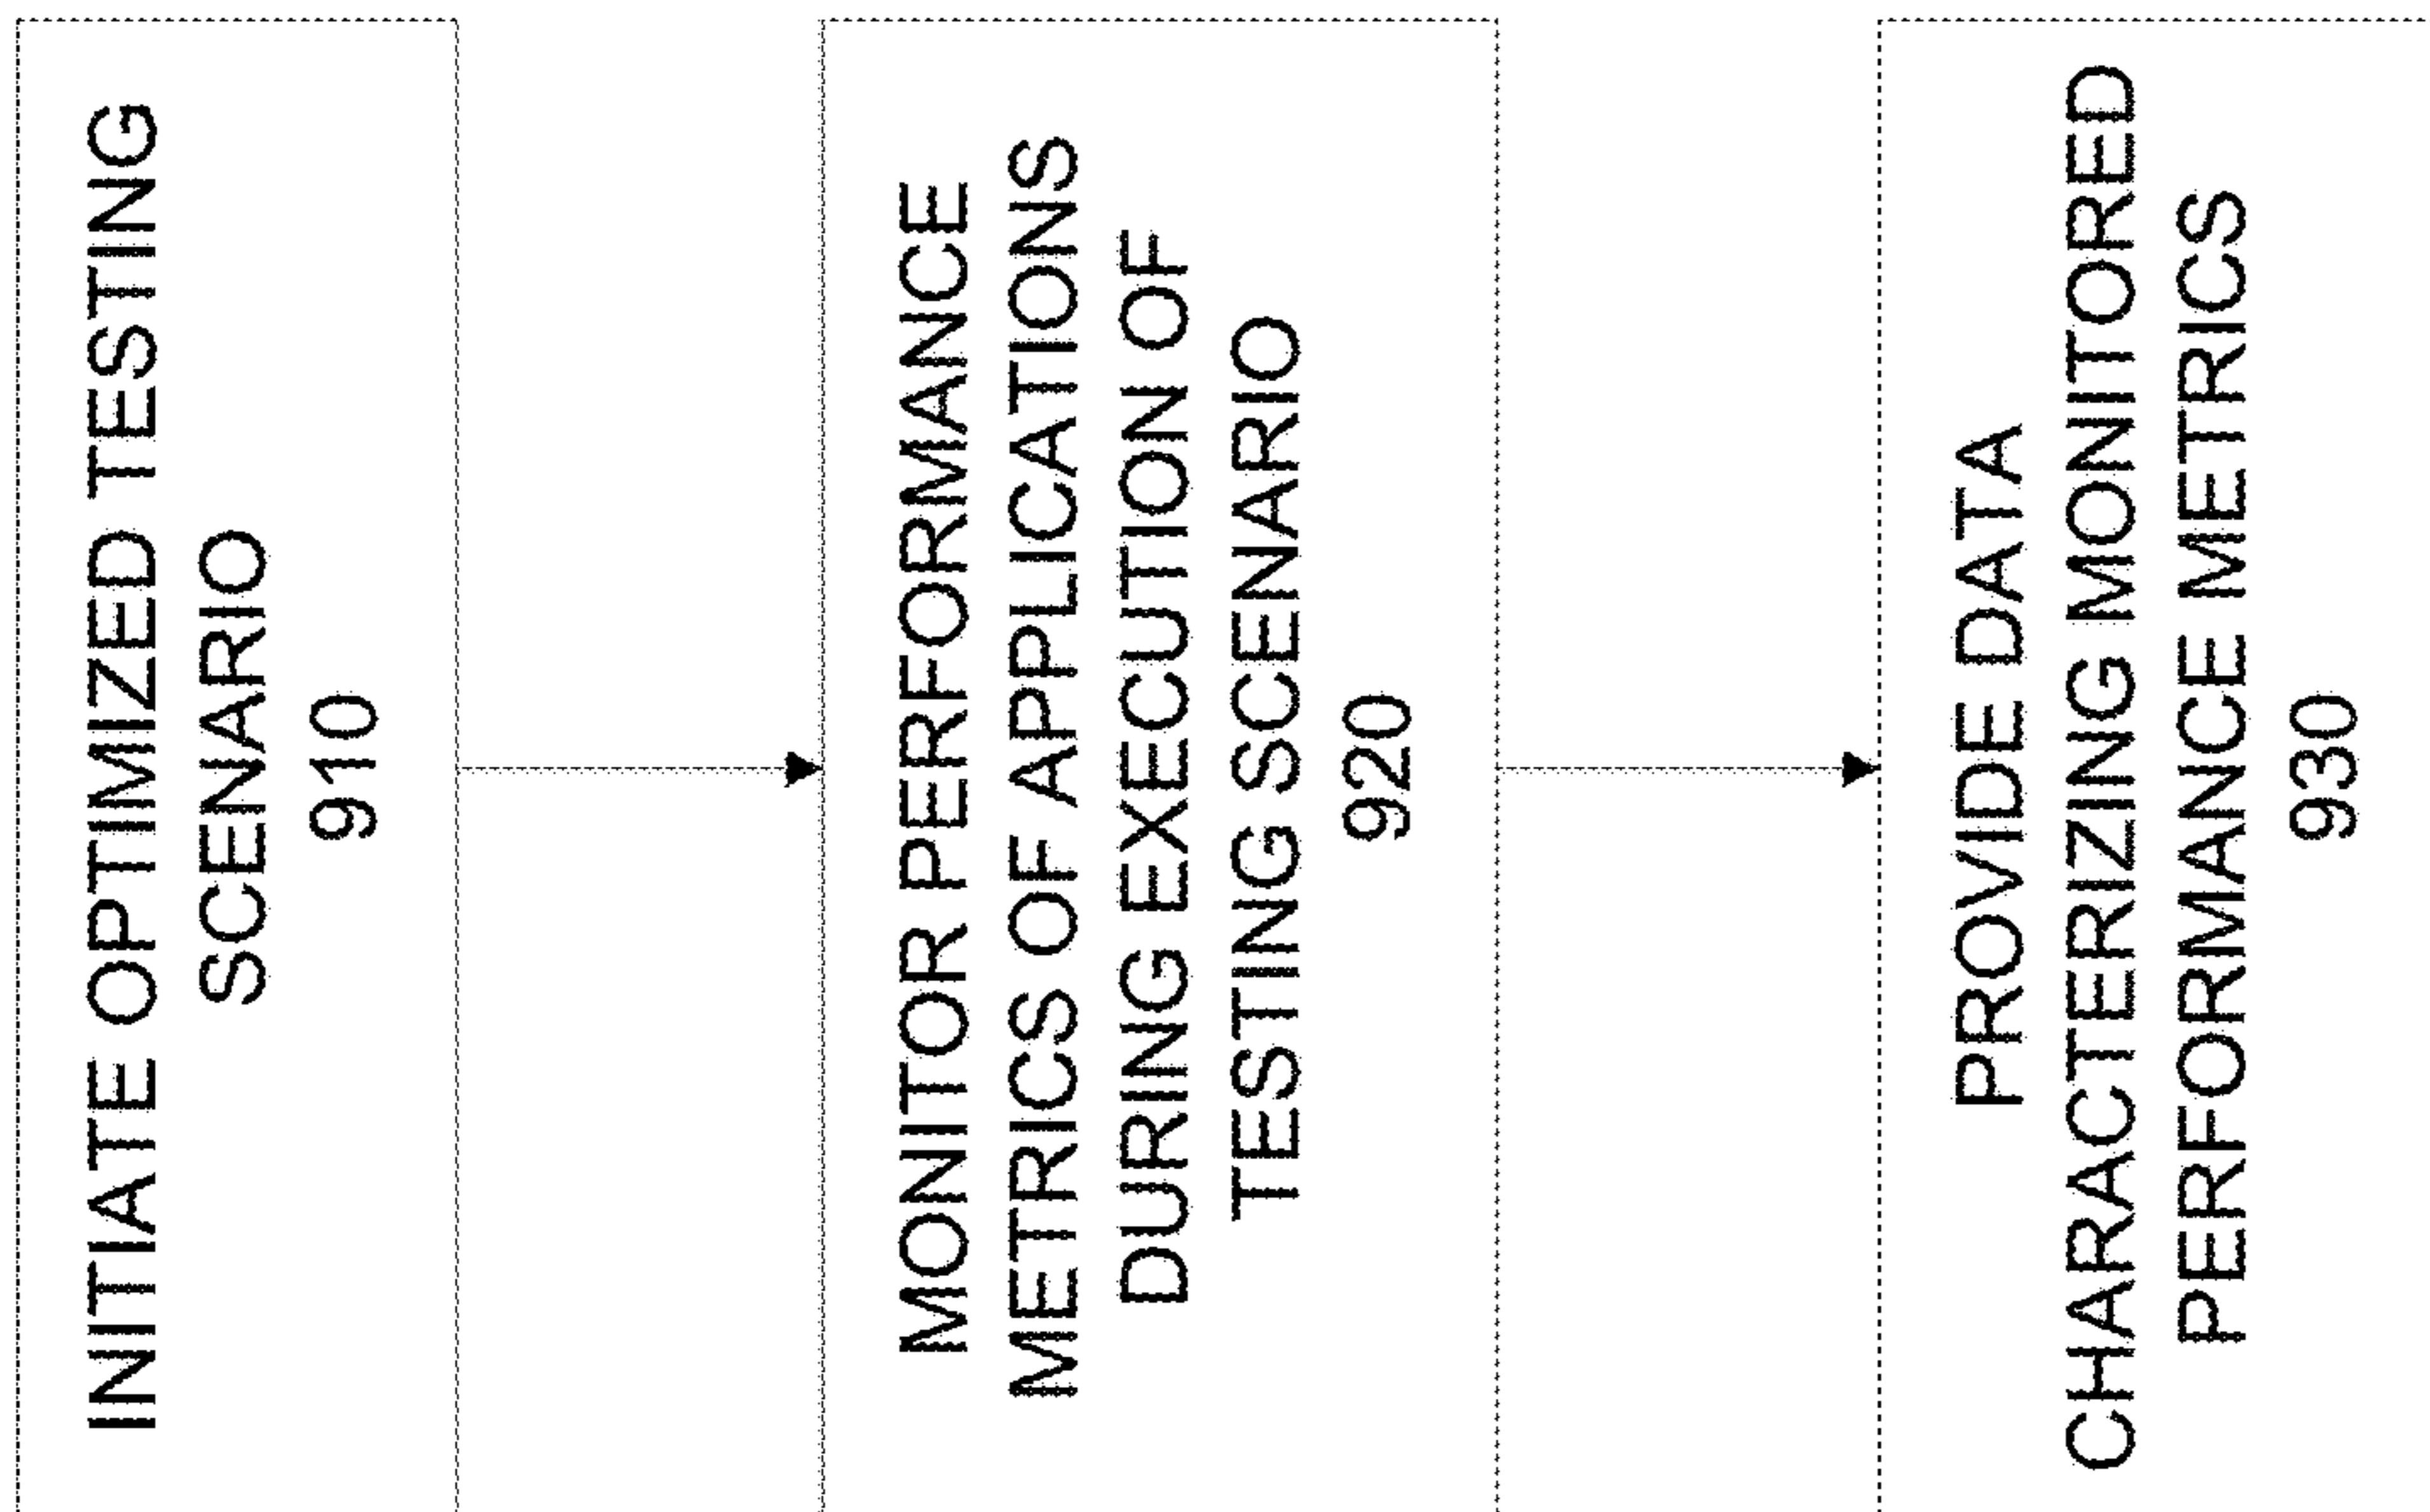 INITIATE OPTIMIZED TESTING
SCENARIO
910
MONITOR PERFORMANCE
METRICS OF APPLICATIONS
DURING EXECUTION OF
TESTING SCENARIO
920
PROVIDE DATA
CHARACTERIZING MONITORED
PERFORMANCE METRICS
930